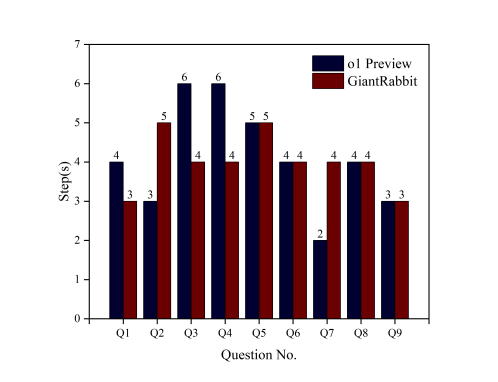 7
6
5
4
3
2
1
0
Step(s)
o1 Preview
GiantRabbit
4 3 3 5 6 4 6 4 5 5 4 4 2 4 4 4 3 3
Q1 Q2 Q3 Q4 Q5 Q6 Q7 Q8 Q9
Question No.